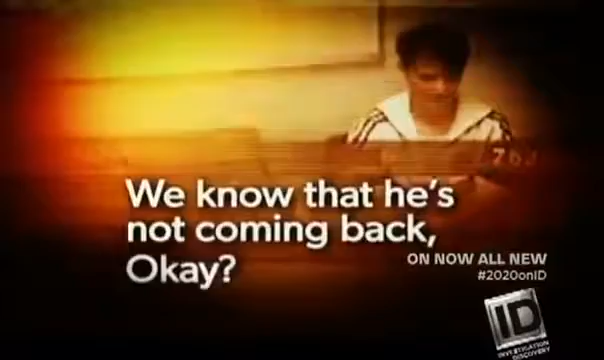 We know that he's
not coming back,
Okay?
ON NOW ALL NEW
#2020onID
ID
INVESTIGATION
DISCOVERY